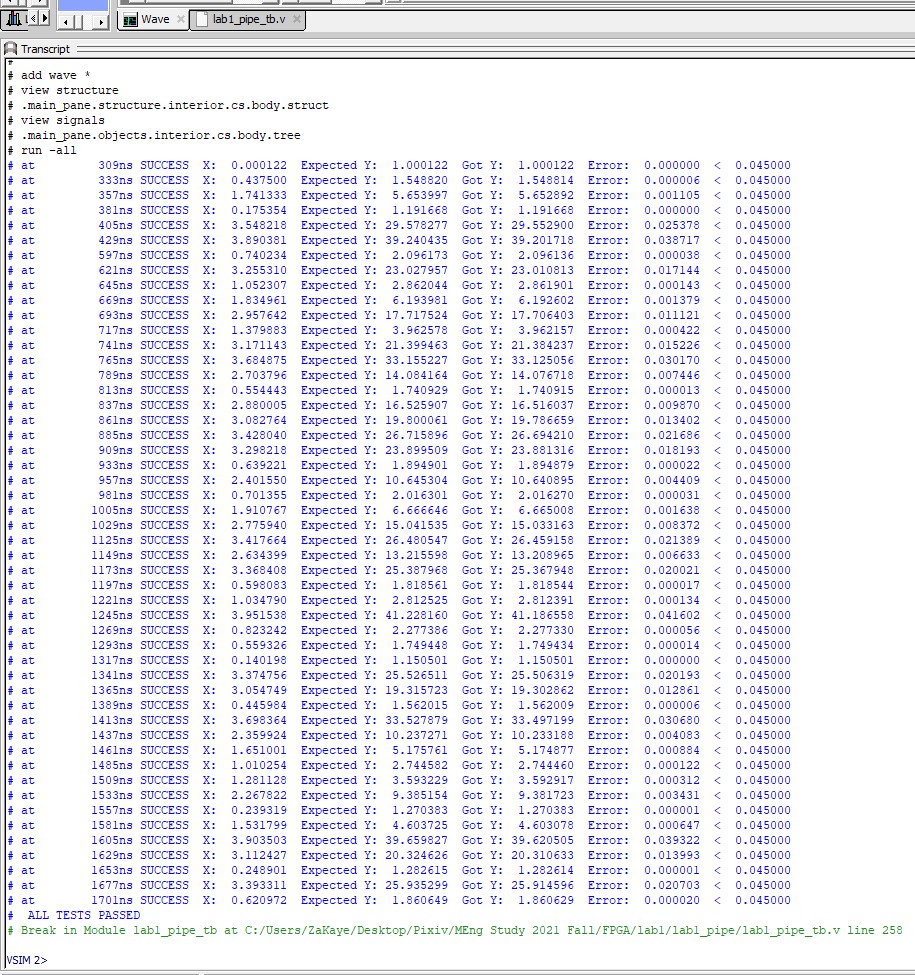 Wave
lab1_pipe_tb.v
Transcript
#
# add wave *
# view structure
# .main_pane.structure.interior.cs.body.struct
# view signals
# .main_pane.objects.interior.cs.body.tree
# run -all
# at 309ns SUCCESS X: 0.000122 Expected Y: 1.000122 Got Y: 1.000122 Error: 0.000000 < 0.045000
# at 333ns SUCCESS X: 0.437500 Expected Y: 1.548820 Got Y: 1.548814 Error: 0.000006 < 0.045000
# at 357ns SUCCESS X: 1.741333 Expected Y: 5.653997 Got Y: 5.652892 Error: 0.001105 < 0.045000
# at 381ns SUCCESS X: 0.175354 Expected Y: 1.191668 Got Y: 1.191668 Error: 0.000000 < 0.045000
# at 405ns SUCCESS X: 3.548218 Expected Y: 29.578277 Got Y: 29.552900 Error: 0.025378 < 0.045000
# at 429ns SUCCESS X: 3.890381 Expected Y: 39.240435 Got Y: 39.201718 Error: 0.038717 < 0.045000
# at 597ns SUCCESS X: 0.740234 Expected Y: 2.096173 Got Y: 2.096136 Error: 0.000038 < 0.045000
# at 621ns SUCCESS X: 3.255310 Expected Y: 23.027957 Got Y: 23.010813 Error: 0.017144 < 0.045000
# at 645ns SUCCESS X: 1.052307 Expected Y: 2.862044 Got Y: 2.861901 Error: 0.000143 < 0.045000
# at 669ns SUCCESS X: 1.834961 Expected Y: 6.193981 Got Y: 6.192602 Error: 0.001379 < 0.045000
# at 693ns SUCCESS X: 2.957642 Expected Y: 17.717524 Got Y: 17.706403 Error: 0.011121 < 0.045000
# at 717ns SUCCESS X: 1.379883 Expected Y: 3.962578 Got Y: 3.962157 Error: 0.000422 < 0.045000
# at 741ns SUCCESS X: 3.171143 Expected Y: 21.399463 Got Y: 21.384237 Error: 0.015226 < 0.045000
# at 765ns SUCCESS X: 3.684875 Expected Y: 33.155227 Got Y: 33.125056 Error: 0.030170 < 0.045000
# at 789ns SUCCESS X: 2.703796 Expected Y: 14.084164 Got Y: 14.076718 Error: 0.007446 < 0.045000
# at 813ns SUCCESS X: 0.554443 Expected Y: 1.740929 Got Y: 1.740915 Error: 0.000013 < 0.045000
# at 837ns SUCCESS X: 2.880005 Expected Y: 16.525907 Got Y: 16.516037 Error: 0.009870 < 0.045000
# at 861ns SUCCESS X: 3.082764 Expected Y: 19.800061 Got Y: 19.786659 Error: 0.013402 < 0.045000
# at 885ns SUCCESS X: 3.428040 Expected Y: 26.715896 Got Y: 26.694210 Error: 0.021686 < 0.045000
# at 909ns SUCCESS X: 3.298218 Expected Y: 23.899509 Got Y: 23.881316 Error: 0.018193 < 0.045000
# at 933ns SUCCESS X: 0.639221 Expected Y: 1.894901 Got Y: 1.894879 Error: 0.000022 < 0.045000
# at 957ns SUCCESS X: 2.401550 Expected Y: 10.645304 Got Y: 10.640895 Error: 0.004409 < 0.045000
# at 981ns SUCCESS X: 0.701355 Expected Y: 2.016301 Got Y: 2.016270 Error: 0.000031 < 0.045000
# at 1005ns SUCCESS X: 1.910767 Expected Y: 6.666646 Got Y: 6.665008 Error: 0.001638 < 0.045000
# at 1029ns SUCCESS X: 2.775940 Expected Y: 15.041535 Got Y: 15.033163 Error: 0.008372 < 0.045000
# at 1125ns SUCCESS X: 3.417664 Expected Y: 26.480547 Got Y: 26.459158 Error: 0.021389 < 0.045000
# at 1149ns SUCCESS X: 2.634399 Expected Y: 13.215598 Got Y: 13.208965 Error: 0.006633 < 0.045000
# at 1173ns SUCCESS X: 3.368408 Expected Y: 25.387968 Got Y: 25.367948 Error: 0.020021 < 0.045000
# at 1197ns SUCCESS X: 0.598083 Expected Y: 1.818561 Got Y: 1.818544 Error: 0.000017 < 0.045000
# at 1221ns SUCCESS X: 1.034790 Expected Y: 2.812525 Got Y: 2.812391 Error: 0.000134 < 0.045000
# at 1245ns SUCCESS X: 3.951538 Expected Y: 41.228160 Got Y: 41.186558 Error: 0.041602 < 0.045000
# at 1269ns SUCCESS X: 0.823242 Expected Y: 2.277386 Got Y: 2.277330 Error: 0.000056 < 0.045000
# at 1293ns SUCCESS X: 0.559326 Expected Y: 1.749448 Got Y: 1.749434 Error: 0.000014 < 0.045000
# at 1317ns SUCCESS X: 0.140198 Expected Y: 1.150501 Got Y: 1.150501 Error: 0.000000 < 0.045000
# at 1341ns SUCCESS X: 3.374756 Expected Y: 25.526511 Got Y: 25.506319 Error: 0.020193 < 0.045000
# at 1365ns SUCCESS X: 3.054749 Expected Y: 19.315723 Got Y: 19.302862 Error: 0.012861 < 0.045000
# at 1389ns SUCCESS X: 0.445984 Expected Y: 1.562015 Got Y: 1.562009 Error: 0.000006 < 0.045000
# at 1413ns SUCCESS X: 3.698364 Expected Y: 33.527879 Got Y: 33.497199 Error: 0.030680 < 0.045000
# at 1437ns SUCCESS X: 2.359924 Expected Y: 10.237271 Got Y: 10.233188 Error: 0.004083 < 0.045000
# at 1461ns SUCCESS X: 1.651001 Expected Y: 5.175761 Got Y: 5.174877 Error: 0.000884 < 0.045000
# at 1485ns SUCCESS X: 1.010254 Expected Y: 2.744582 Got Y: 2.744460 Error: 0.000122 < 0.045000
# at 1509ns SUCCESS X: 1.281128 Expected Y: 3.593229 Got Y: 3.592917 Error: 0.000312 < 0.045000
# at 1533ns SUCCESS X: 2.267822 Expected Y: 9.385154 Got Y: 9.381723 Error: 0.003431 < 0.045000
# at 1557ns SUCCESS X: 0.239319 Expected Y: 1.270383 Got Y: 1.270383 Error: 0.000001 < 0.045000
# at 1581ns SUCCESS X: 1.531799 Expected Y: 4.603725 Got Y: 4.603078 Error: 0.000647 < 0.045000
# at 1605ns SUCCESS X: 3.903503 Expected Y: 39.659827 Got Y: 39.620505 Error: 0.039322 < 0.045000
# at 1629ns SUCCESS X: 3.112427 Expected Y: 20.324626 Got Y: 20.310633 Error: 0.013993 < 0.045000
# at 1653ns SUCCESS X: 0.248901 Expected Y: 1.282615 Got Y: 1.282614 Error: 0.000001 < 0.045000
# at 1677ns SUCCESS X: 3.393311 Expected Y: 25.935299 Got Y: 25.914596 Error: 0.020703 < 0.045000
# at 1701ns SUCCESS X: 0.620972 Expected Y: 1.860649 Got Y: 1.860629 Error: 0.000020 < 0.045000
# ALL TESTS PASSED
# Break in Module lab1_pipe_tb at C:/Users/ZaKaye/Desktop/Pixiv/MEng Study 2021 Fall/FPGA/lab1/lab1_pipe/lab1_pipe_tb.v line 258
VSIM 2>